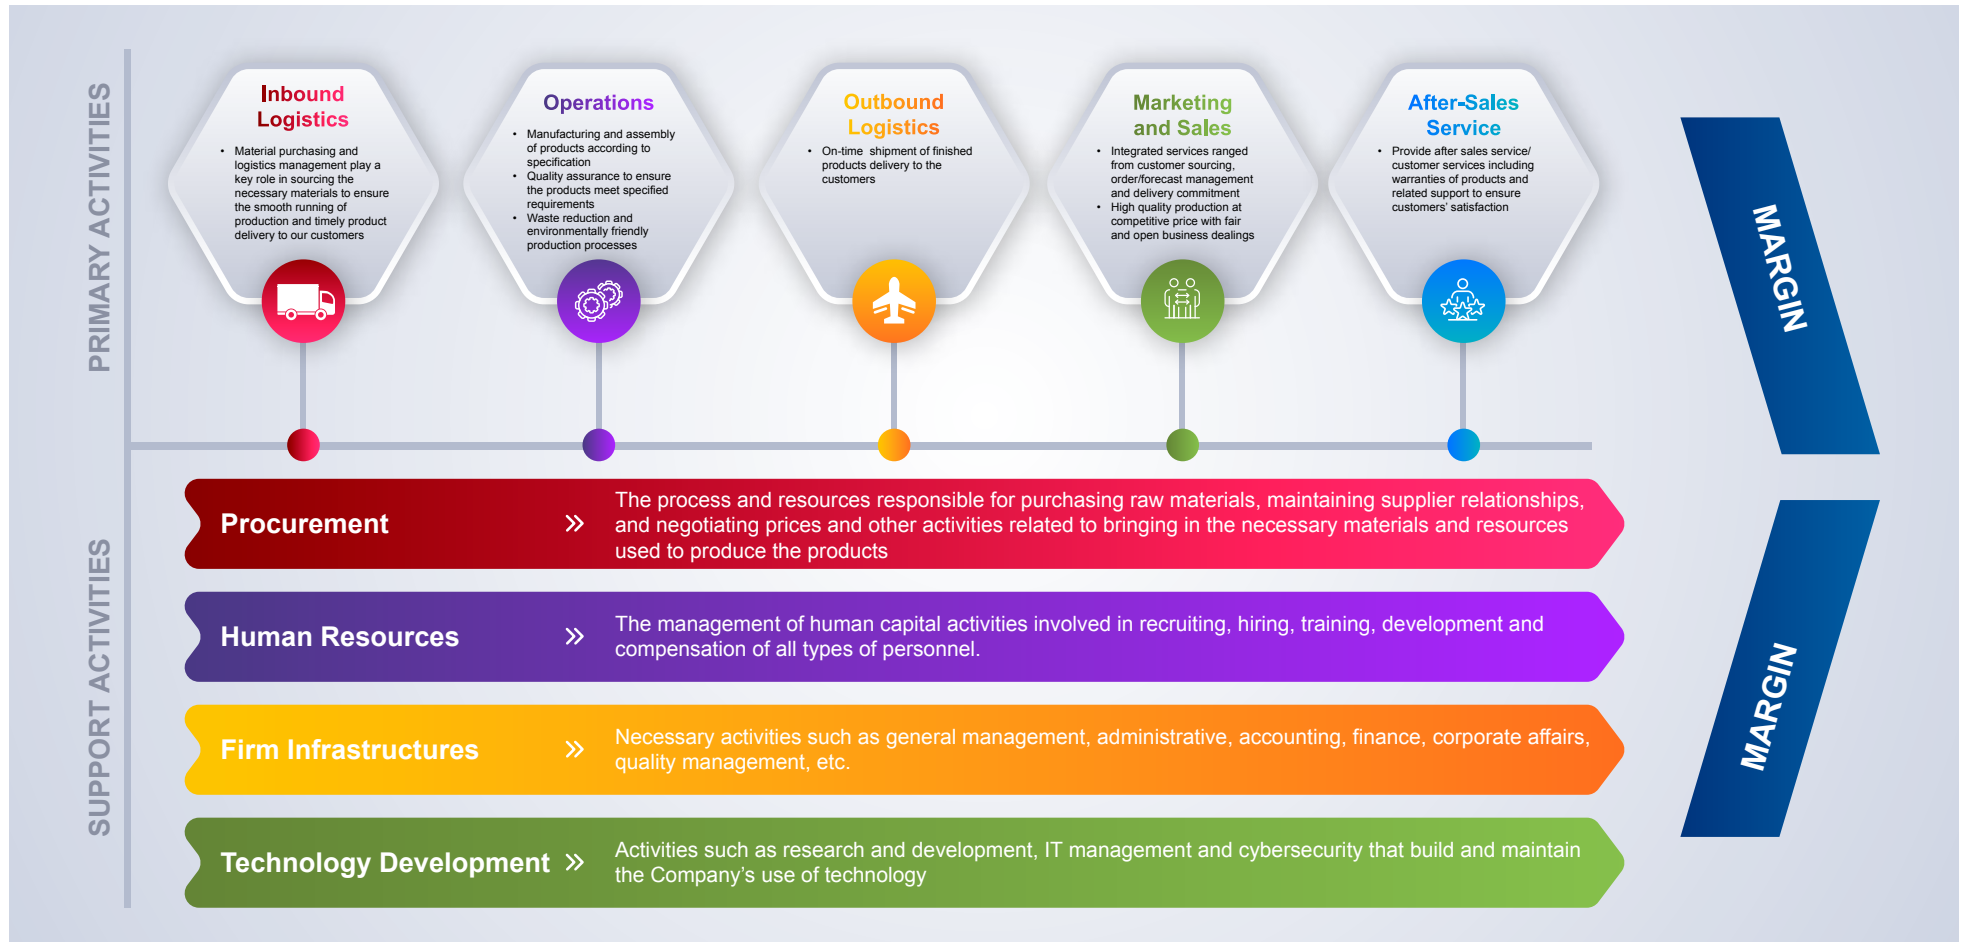 PRIMARY ACTIVITIES
Inbound
Logistics
• Material purchasing and
logistics management play a
key role in sourcing the
necessary materials to ensure
the smooth running of
production and timely product
delivery to our customers
Operations
• Manufacturing and assembly
of products according to
specification
• Quality assurance to ensure
the products meet specified
requirements
• Waste reduction and
environmentally friendly
production processes
Outbound
Logistics
• On-time shipment of finished
products delivery to the
customers
Marketing
and Sales
• Integrated services ranged
from customer sourcing,
order/forecast management
and delivery commitment
• High quality production at
competitive price with fair
and open business dealings
After-Sales
Service
• Provide after sales service/
customer services including
warranties of products and
related support to ensure
customers' satisfaction
MARGIN
SUPPORT ACTIVITIES
Procurement
The process and resources responsible for purchasing raw materials, maintaining supplier relationships,
and negotiating prices and other activities related to bringing in the necessary materials and resources
used to produce the products
Human Resources
The management of human capital activities involved in recruiting, hiring, training, development and
compensation of all types of personnel.
Firm Infrastructures
Necessary activities such as general management, administrative, accounting, finance, corporate affairs,
quality management, etc.
Technology Development
Activities such as research and development, IT management and cybersecurity that build and maintain
the Company's use of technology
MARGIN